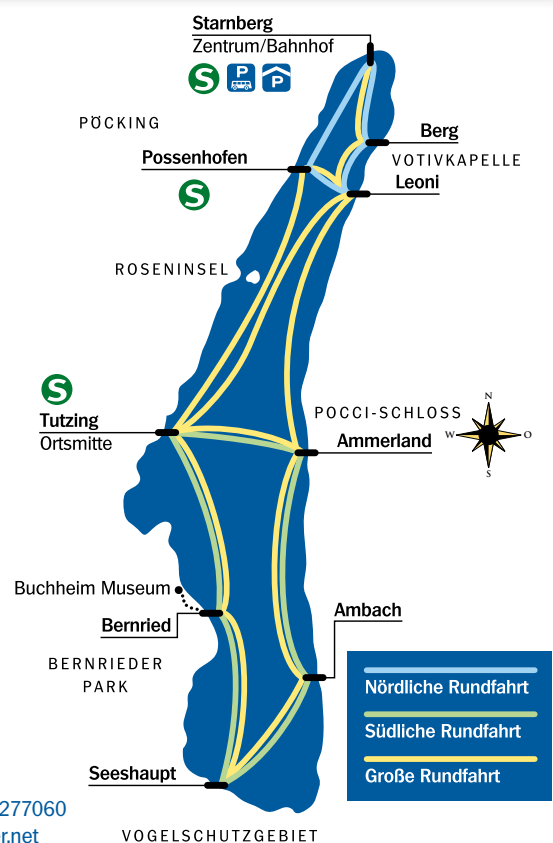 Starnberg
Zentrum/Bahnhof
S P P
PÖCKING
Berg
Possenhofen
VOTIVKAPELLE
Leoni
S
ROSENINSEL
S
Tutzing
Ortsmitte
POCCI-SCHLOSS
N
W O
S
Ammerland
Buchheim Museum
Bernried
Ambach
BERNRIEDER
PARK
Nördliche Rundfahrt
Südliche Rundfahrt
Große Rundfahrt
Seeshaupt
277060
r.net
VOGELSCHUTZGEBIET